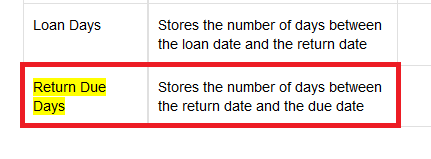 Loan Days
Stores the number of days between
the loan date and the return date
Return Due
Days
Stores the number of days between
the return date and the due date